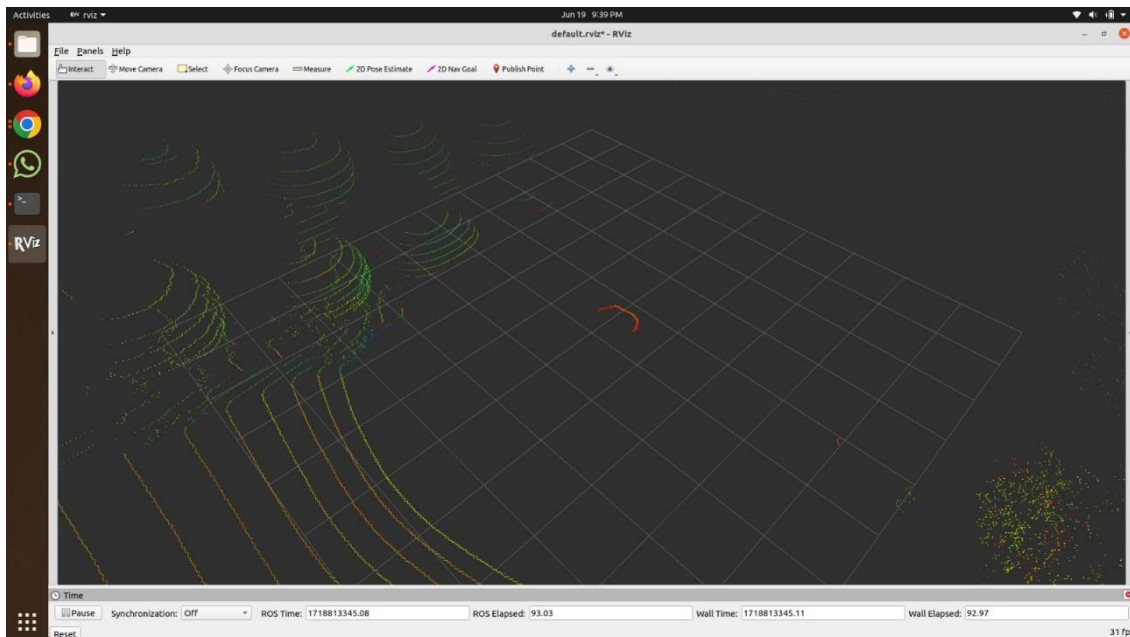 Activities RViz rviz Jun 19 9:39 PM
default.rviz* - RViz
File Panels Help
Interact Move Camera Select Focus Camera Measure 2D Pose Estimate 2D Nav Goal Publish Point
RViz
Time
Pause Synchronization: Off ROS Time: 1718813345.08 ROS Elapsed: 93.03 Wall Time: 1718813345.11 Wall Elapsed: 92.97
Reset 31 fp